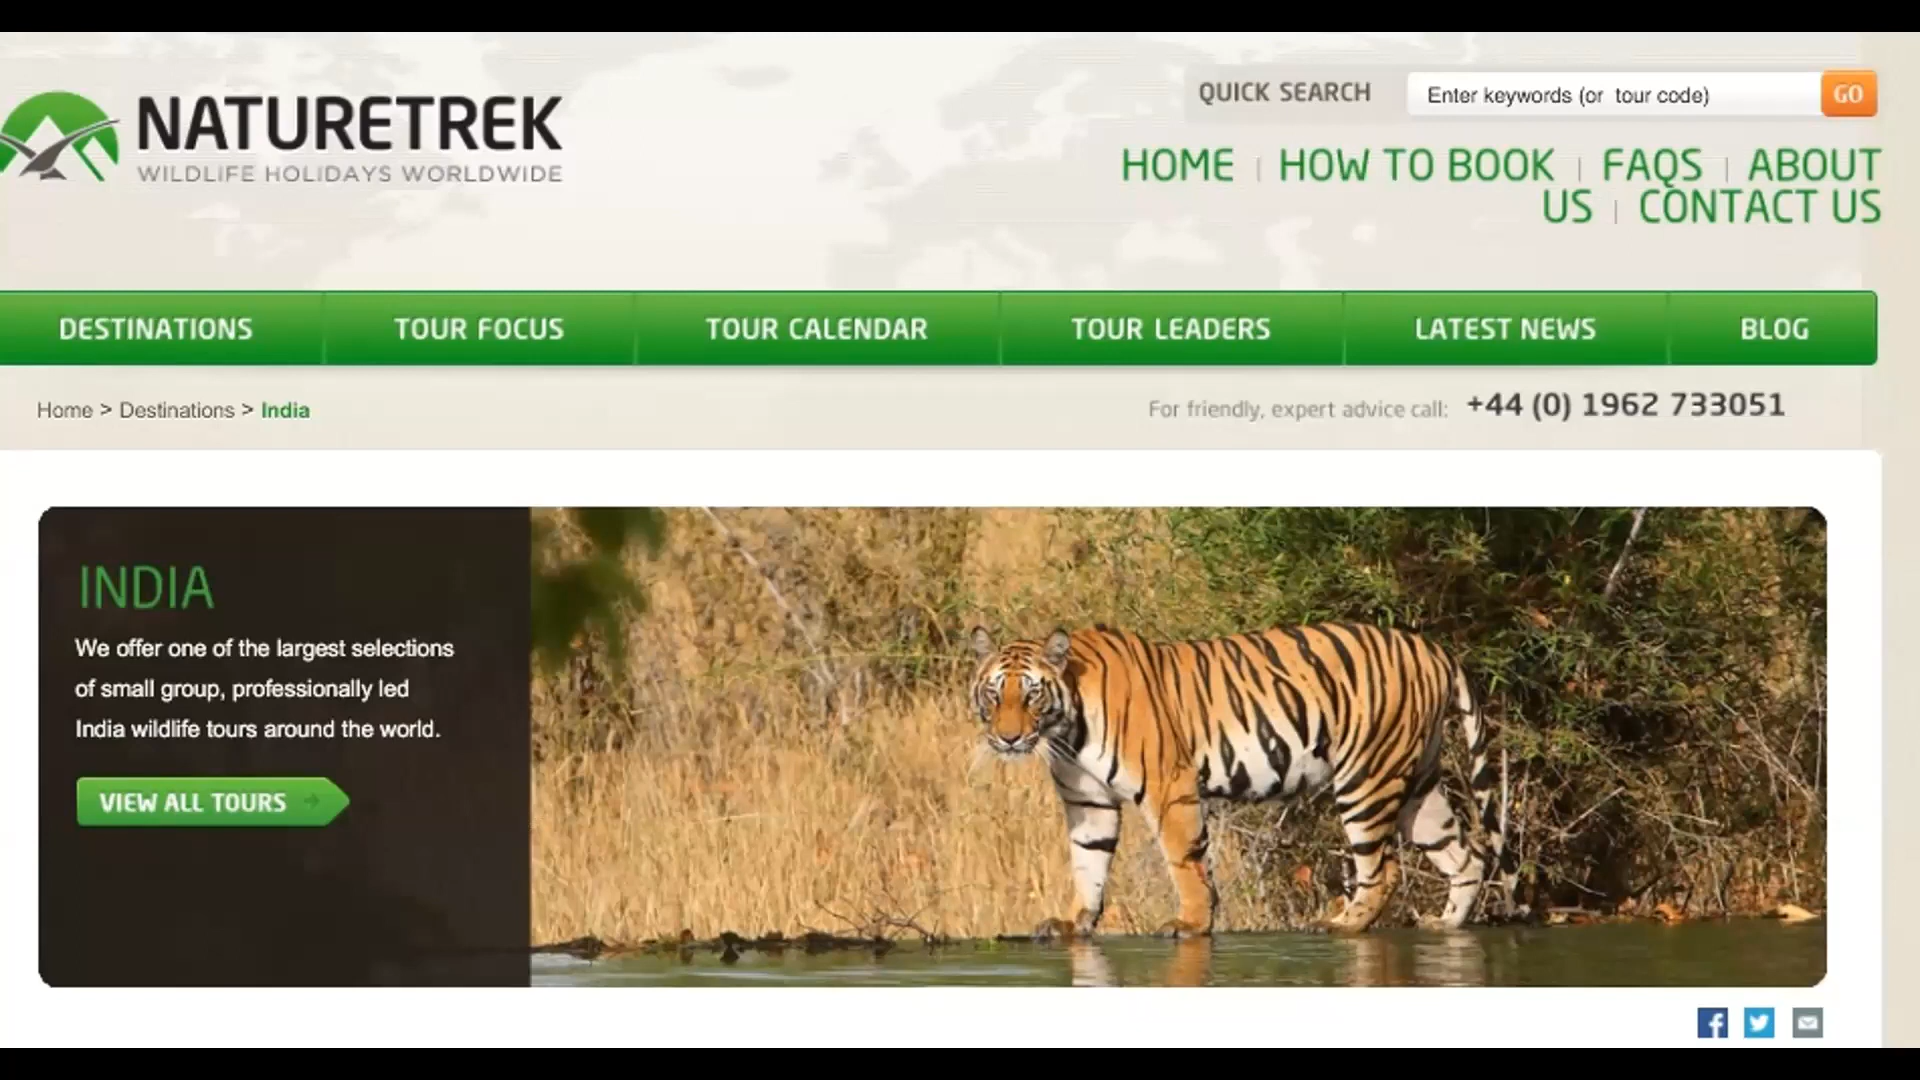 NATURETREK
WILDLIFE HOLIDAYS WORLDWIDE
QUICK SEARCH Enter keywords (or tour code) GO
HOME | HOW TO BOOK | FAQS | ABOUT
US | CONTACT US
DESTINATIONS TOUR FOCUS TOUR CALENDAR TOUR LEADERS LATEST NEWS BLOG
Home > Destinations > India
For friendly, expert advice call: +44 (0) 1962 733051
INDIA
We offer one of the largest selections
of small group, professionally led
India wildlife tours around the world.
VIEW ALL TOURS